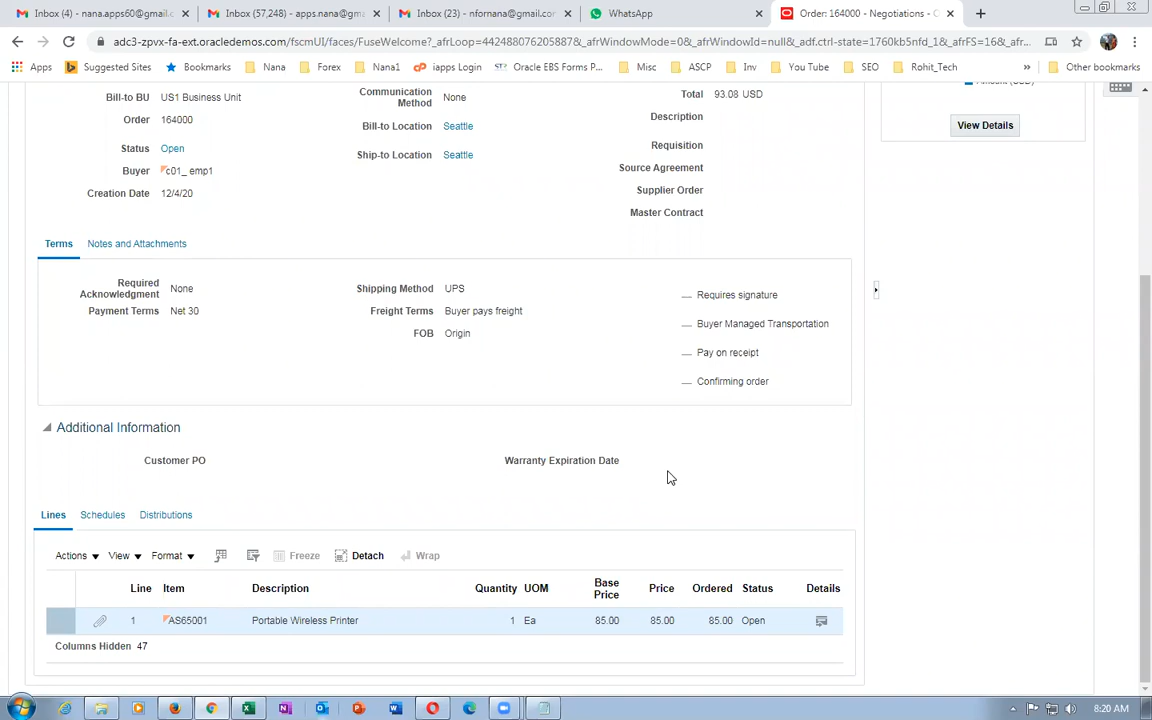 Inbox (4) - nana.apps60@gmail.c
Inbox (57,248) - apps.nana@gma
Inbox (23) - nfornana@gmail.con
WhatsApp
Order: 164000 - Negotiations - O
adc3-zpvx-fa-ext.oracledemos.com/fscmUI/faces/FuseWelcome?_afrLoop=442488076205887&_afrWindowMode=0&_afrWindowId=null&_adf.ctrl-state=1760kb5nfd_1&_afrFS=16&_afr...
Apps Suggested Sites Bookmarks Nana Forex Nana1 iapps Login Oracle EBS Forms P... Misc ASCP Inv You Tube SEO Rohit_Tech » Other bookmarks
Bill-to BU US1 Business Unit
Order 164000
Status Open
Buyer c01_ emp1
Creation Date 12/4/20
Communication
Method None
Bill-to Location Seattle
Ship-to Location Seattle
Total 93.08 USD
Description
Requisition
Source Agreement
Supplier Order
Master Contract
View Details
Terms Notes and Attachments
Required
Acknowledgment None
Payment Terms Net 30
Shipping Method UPS
Freight Terms Buyer pays freight
FOB Origin
Requires signature
Buyer Managed Transportation
Pay on receipt
Confirming order
Additional Information
Customer PO
Warranty Expiration Date
Lines Schedules Distributions
Actions View Format Freeze Detach Wrap
Line Item Description Quantity UOM Base Price Price Ordered Status Details
1 AS65001 Portable Wireless Printer 1 Ea 85.00 85.00 85.00 Open
Columns Hidden 47
8:20 AM